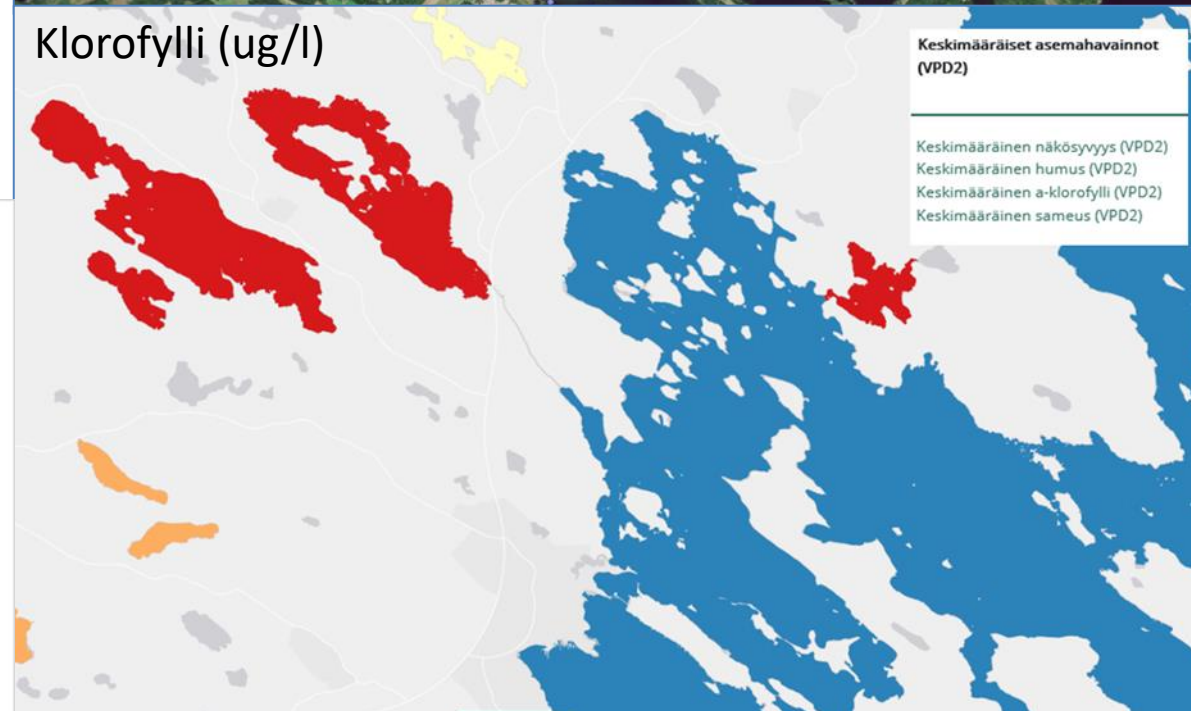 Klorofylli (ug/l)
Keskimääräiset asemahavainnot
(VPD2)
Keskimääräinen näkösyvyys (VPD2)
Keskimääräinen humus (VPD2)
Keskimääräinen a-klorofylli (VPD2)
Keskimääräinen sameus (VPD2)